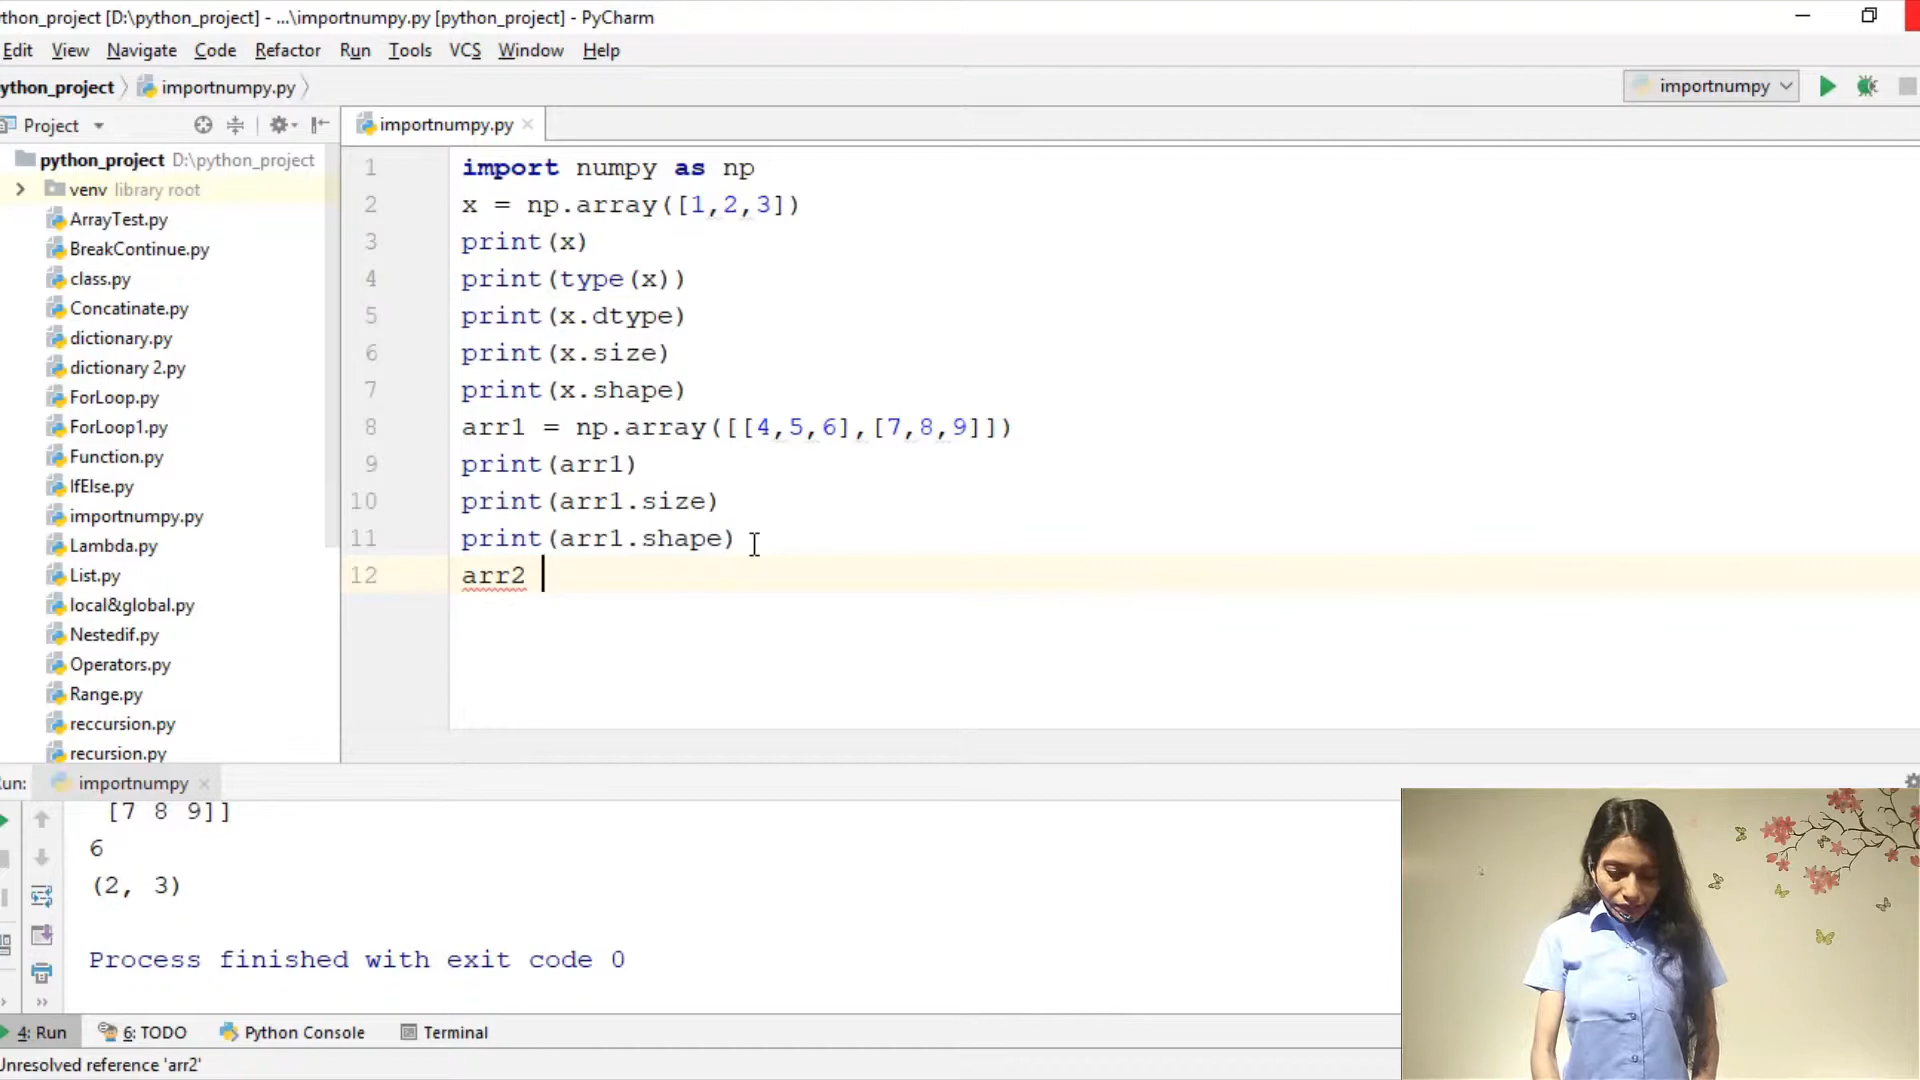 thon_project [D:\python_project] - ...\importnumpy.py [python_project] - PyCharm
Edit View Navigate Code Refactor Run Tools VCS Window Help
ython_project importnumpy.py
importnumpy
Project
importnumpy.py
python_project D:\python_project
venv library root
ArrayTest.py
BreakContinue.py
class.py
Concatinate.py
dictionary.py
dictionary 2.py
ForLoop.py
ForLoop1.py
Function.py
IfElse.py
importnumpy.py
Lambda.py
List.py
local&global.py
Nestedif.py
Operators.py
Range.py
reccursion.py
recursion.py
1 import numpy as np
2 x = np.array([1,2,3])
3 print(x)
4 print(type(x))
5 print(x.dtype)
6 print(x.size)
7 print(x.shape)
8 arr1 = np.array([[4,5,6],[7,8,9]])
9 print(arr1)
10 print(arr1.size)
11 print(arr1.shape)
12 arr2
un: importnumpy
[7 8 9]]
6
(2, 3)
Process finished with exit code 0
4: Run 6: TODO Python Console Terminal
Unresolved reference 'arr2'